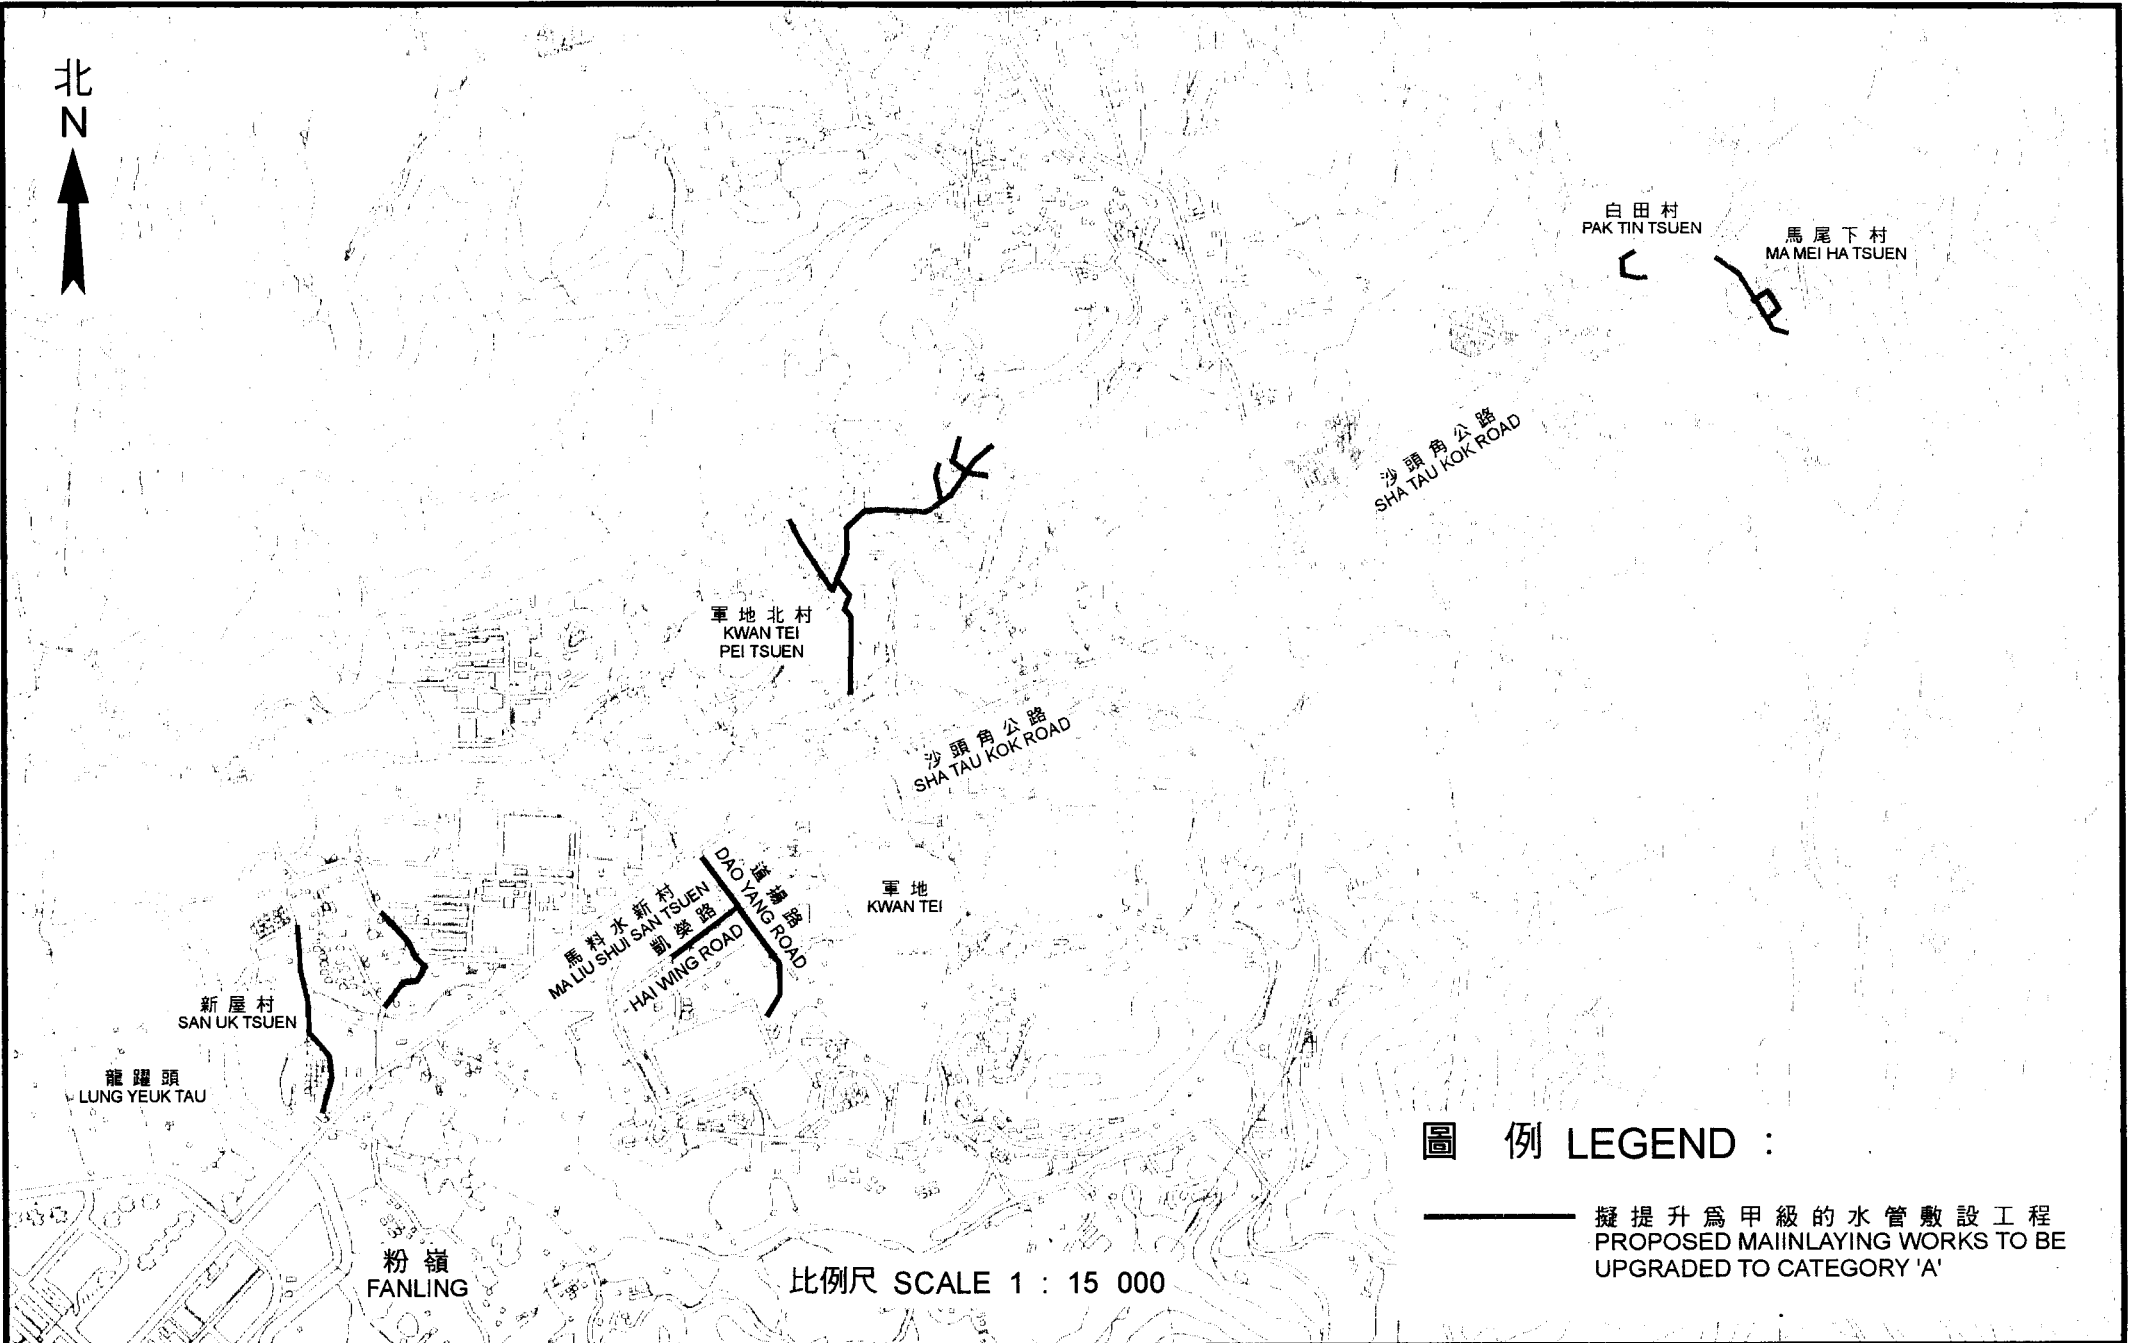 北
N
白田村
PAK TIN TSUEN
馬尾下村
MA MEI HA TSUEN
沙頭角公路
SHA TAU KOK ROAD
軍地北村
KWAN TEI
PEI TSUEN
沙頭角公路
SHA TAU KOK ROAD
道揚路
DAO YANG ROAD
軍地
KWAN TEI
馬料水新村
MA LIU SHUI SAN TSUEN
凱榮路
HAI WING ROAD
新屋村
SAN UK TSUEN
龍躍頭
LUNG YEUK TAU
粉嶺
FANLING
比例尺 SCALE 1 : 15 000
圖 例 LEGEND :
擬提升爲甲級的水管敷設工程
PROPOSED MAIINLAYING WORKS TO BE
UPGRADED TO CATEGORY 'A'